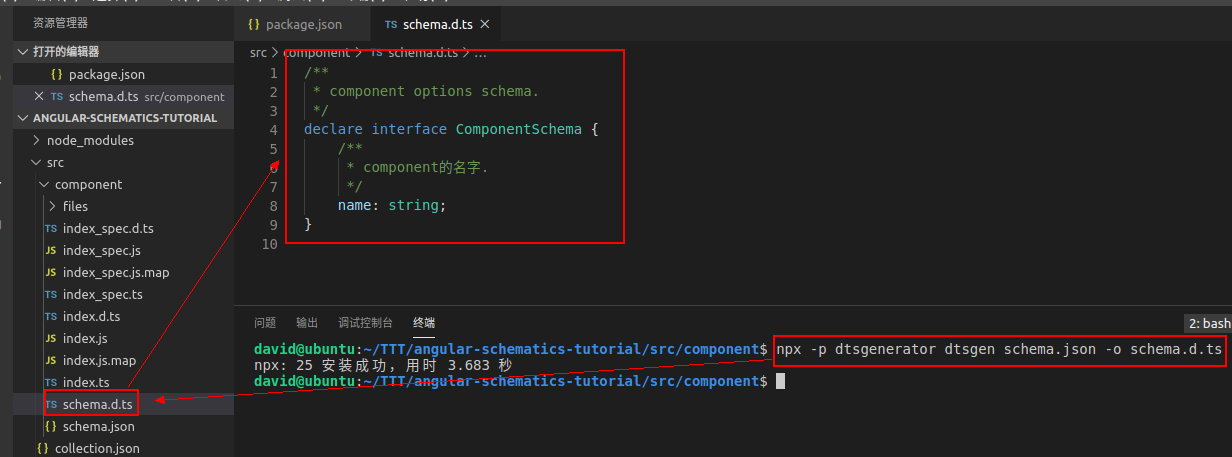 资源管理器
打开的编辑器
{} package.json
× TS schema.d.ts src/component
ANGULAR-SCHEMATICS-TUTORIAL
node_modules
src
component
files
TS index_spec.d.ts
JS index_spec.js
JS index_spec.js.map
TS index_spec.ts
TS index.d.ts
JS index.js
JS index.js.map
TS index.ts
TS schema.d.ts
{} schema.json
{} collection.json
{} package.json
TS schema.d.ts ×
src > component > TS schema.d.ts > ...
1 /**
2  * component options schema.
3  */
4 declare interface ComponentSchema {
5     /**
6      * component的名字.
7      */
8     name: string;
9 }
10
问题 输出 调试控制台 终端
2: bash
david@ubuntu:~/TTT/angular-schematics-tutorial/src/component$ npx -p dtsgenerator dtsgen schema.json -o schema.d.ts
npx: 25 安装成功，用时 3.683 秒
david@ubuntu:~/TTT/angular-schematics-tutorial/src/component$